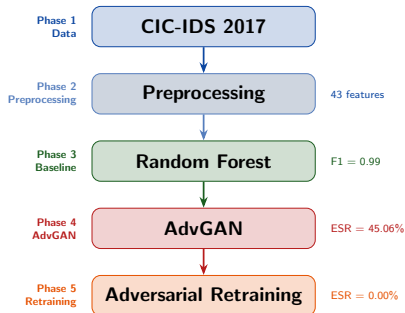 Phase 1
Data
CIC-IDS 2017
Phase 2
Preprocessing
Preprocessing
43 features
Phase 3
Baseline
Random Forest
F1 = 0.99
Phase 4
AdvGAN
AdvGAN
ESR = 45.06%
Phase 5
Retraining
Adversarial Retraining
ESR = 0.00%